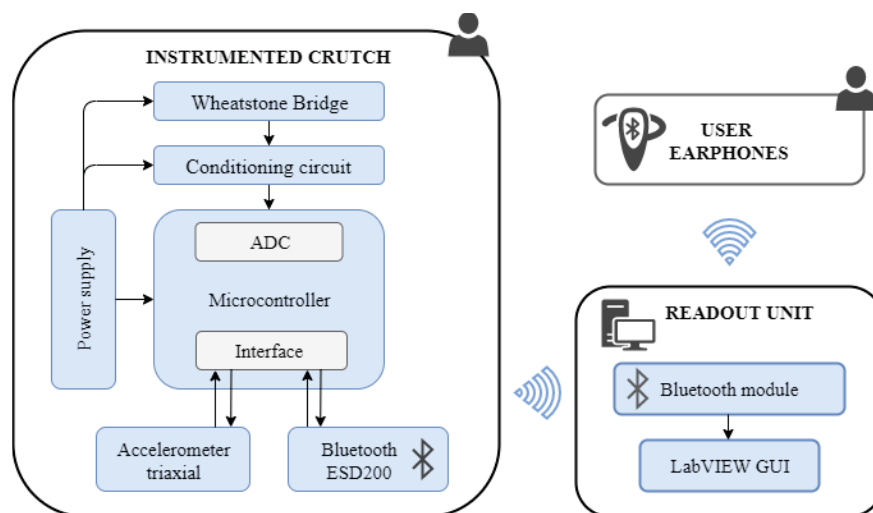 INSTRUMENTED CRUTCH
Wheatstone Bridge
Conditioning circuit
Power supply
ADC
Microcontroller
Interface
Accelerometer
triaxial
Bluetooth
ESD200
USER
EARPHONES
READOUT UNIT
Bluetooth module
LabVIEW GUI